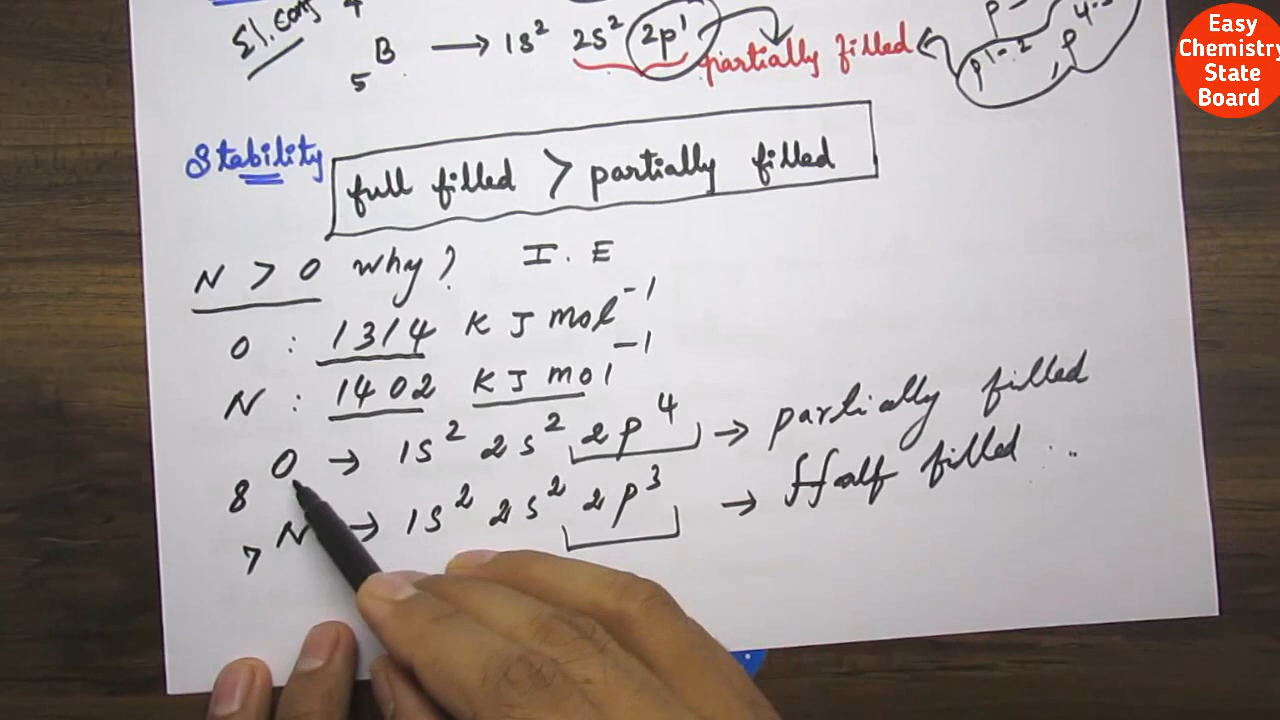 El. conf
₅B → 1s² 2s² 2p¹ partially filled p¹⁻² , p
Stability full filled > partially filled
N > O why? I.E
O : 1314 KJ mol⁻¹
N : 1402 KJ mol⁻¹
₈O → 1s² 2s² 2p⁴ → partially filled
₇N → 1s² 2s² 2p³ → Half filled ..
Easy
Chemistry
State
Board